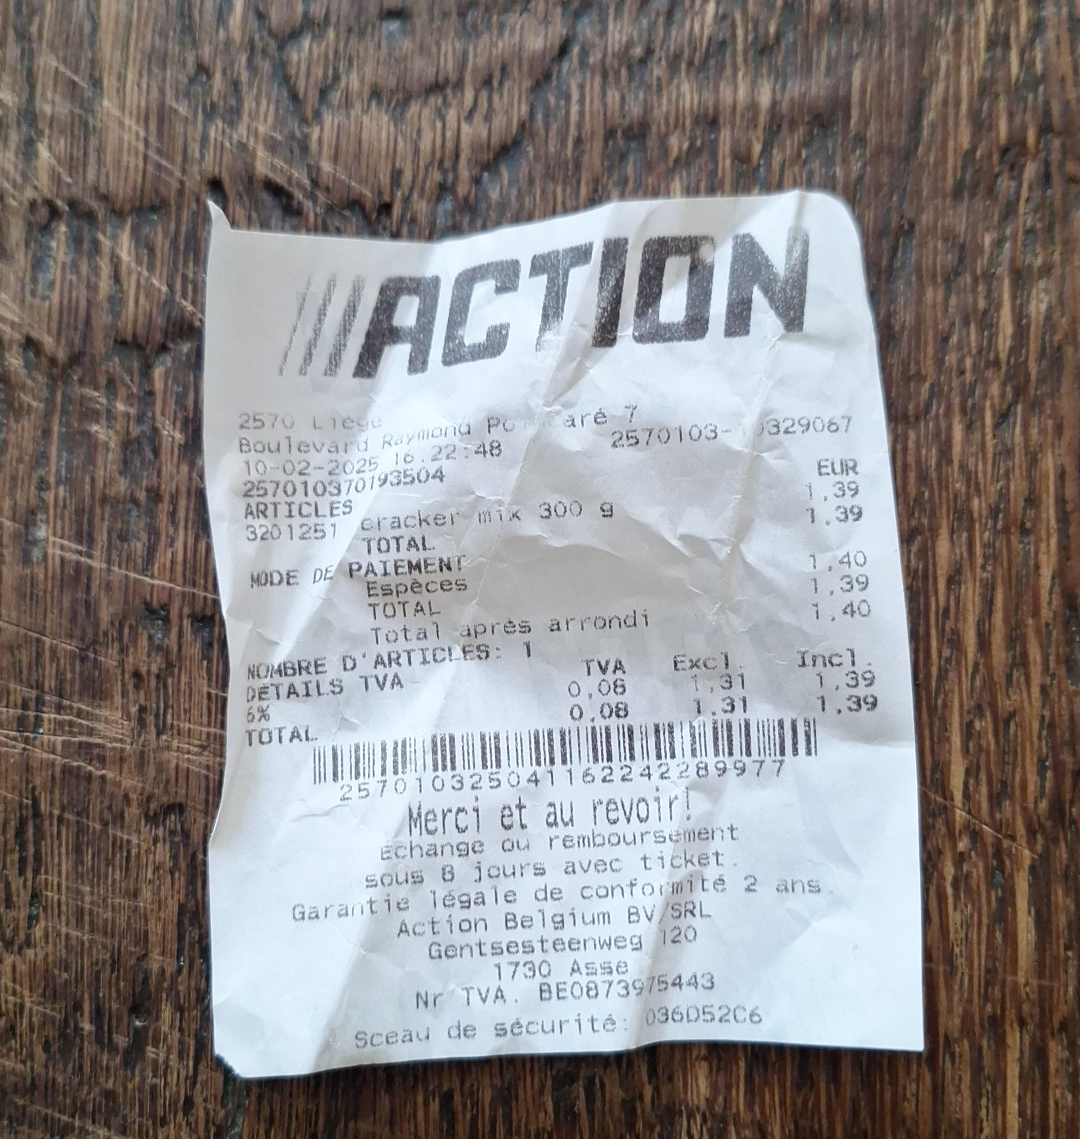 ///ACTION
2570 Liège
Boulevard Raymond Poincaré 7
10-02-2025 16:22:48 2570103-10329067
257010370193504
ARTICLES EUR
3201251 cracker mix 300 g 1,39
TOTAL 1,39
MODE DE PAIEMENT
Espèces 1,40
TOTAL 1,39
Total après arrondi 1,40
NOMBRE D'ARTICLES: 1
DÉTAILS TVA TVA Excl. Incl.
6% 0,08 1,31 1,39
TOTAL 0,08 1,31 1,39
257010325041162242289977
Merci et au revoir!
Echange ou remboursement
sous 8 jours avec ticket.
Garantie légale de conformité 2 ans.
Action Belgium BV/SRL
Gentsesteenweg 120
1730 Asse
Nr TVA. BE0873975443
Sceau de sécurité: 036D52C6